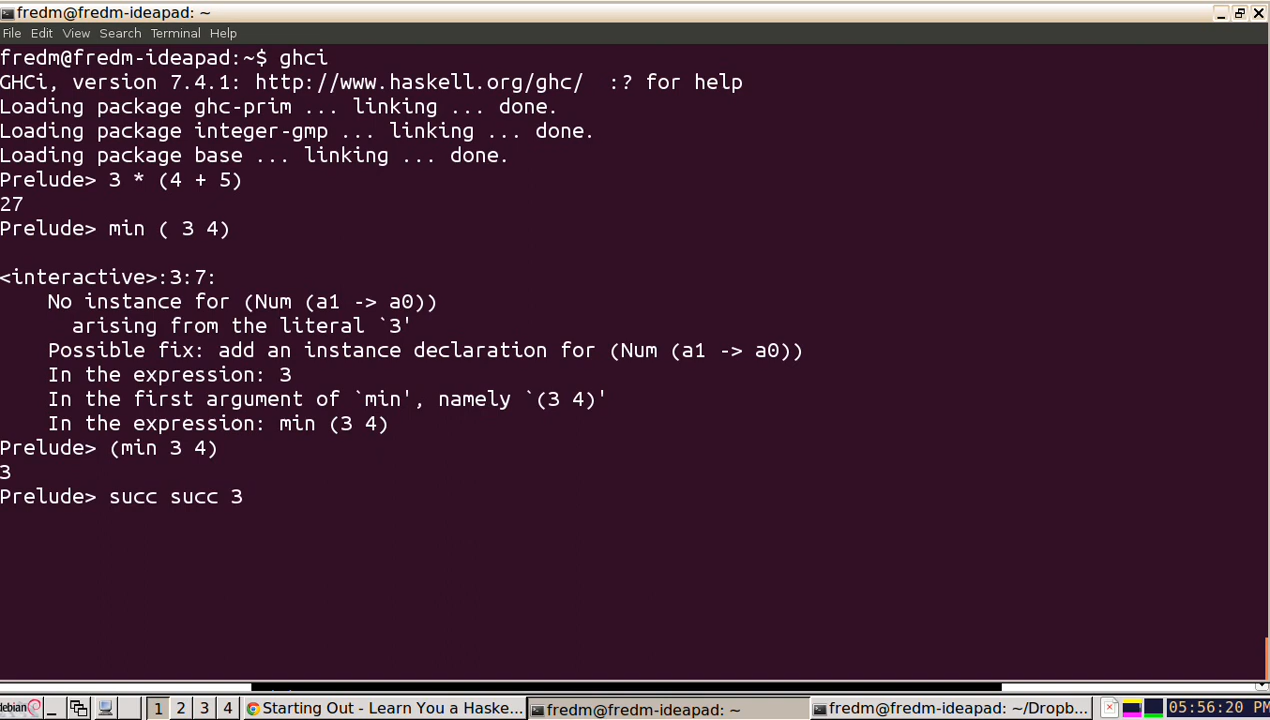 fredm@fredm-ideapad: ~
File Edit View Search Terminal Help
fredm@fredm-ideapad:~$ ghci
GHCi, version 7.4.1: http://www.haskell.org/ghc/  :? for help
Loading package ghc-prim ... linking ... done.
Loading package integer-gmp ... linking ... done.
Loading package base ... linking ... done.
Prelude> 3 * (4 + 5)
27
Prelude> min ( 3 4)
<interactive>:3:7:
    No instance for (Num (a1 -> a0))
      arising from the literal `3'
    Possible fix: add an instance declaration for (Num (a1 -> a0))
    In the expression: 3
    In the first argument of `min', namely `(3 4)'
    In the expression: min (3 4)
Prelude> (min 3 4)
3
Prelude> succ succ 3
debian 1 2 3 4 Starting Out - Learn You a Haske... fredm@fredm-ideapad: ~ fredm@fredm-ideapad: ~/Dropb... 05:56:20 PM